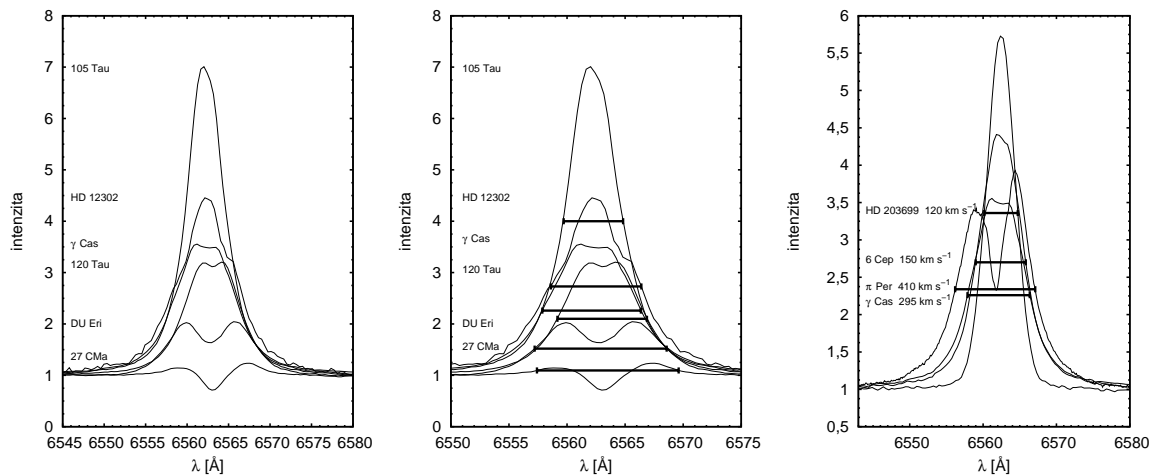 8
7
6
5
4
3
2
1
0
intenzita
105 Tau
HD 12302
γ Cas
120 Tau
DU Eri
27 CMa
6545 6550 6555 6560 6565 6570 6575 6580
λ [Å]
8
7
6
5
4
3
2
1
0
intenzita
105 Tau
HD 12302
γ Cas
120 Tau
DU Eri
27 CMa
6550 6555 6560 6565 6570 6575
λ [Å]
6
5,5
5
4,5
4
3,5
3
2,5
2
1,5
1
0,5
intenzita
HD 203699 120 km s⁻¹
6 Cep 150 km s⁻¹
π Per 410 km s⁻¹
γ Cas 295 km s⁻¹
6550 6560 6570 6580
λ [Å]